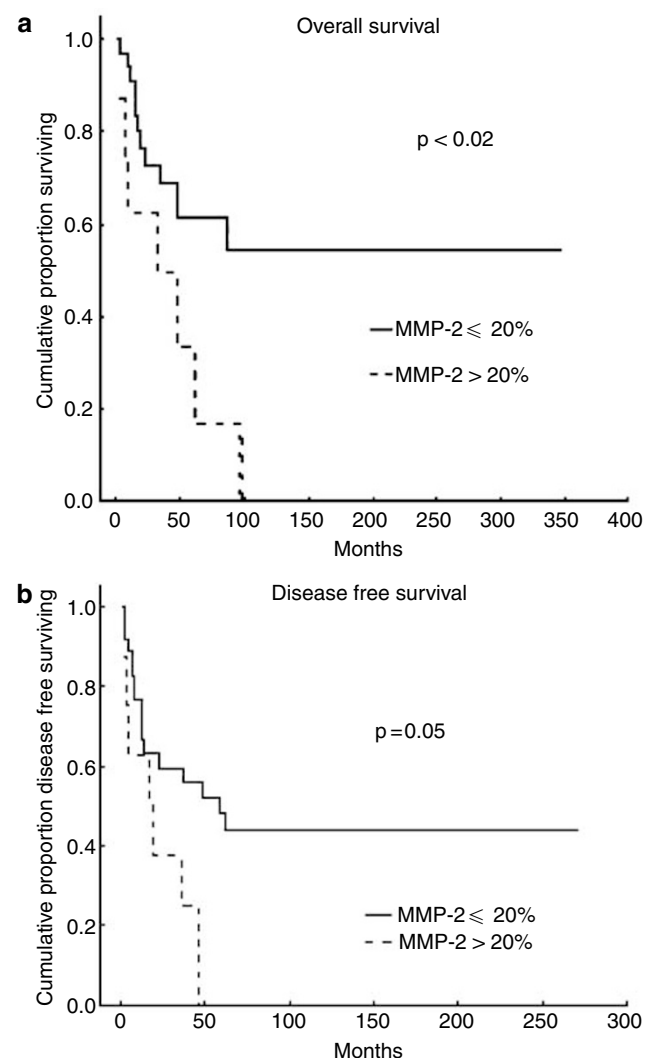 a
Overall survival
Cumulative proportion surviving
1.0
0.8
0.6
0.4
0.2
0.0
p < 0.02
MMP-2 ⩽ 20%
MMP-2 > 20%
0 50 100 150 200 250 300 350 400
Months
b
Disease free survival
Cumulative proportion disease free surviving
1.0
0.8
0.6
0.4
0.2
0.0
p = 0.05
MMP-2 ⩽ 20%
MMP-2 > 20%
0 50 100 150 200 250 300
Months